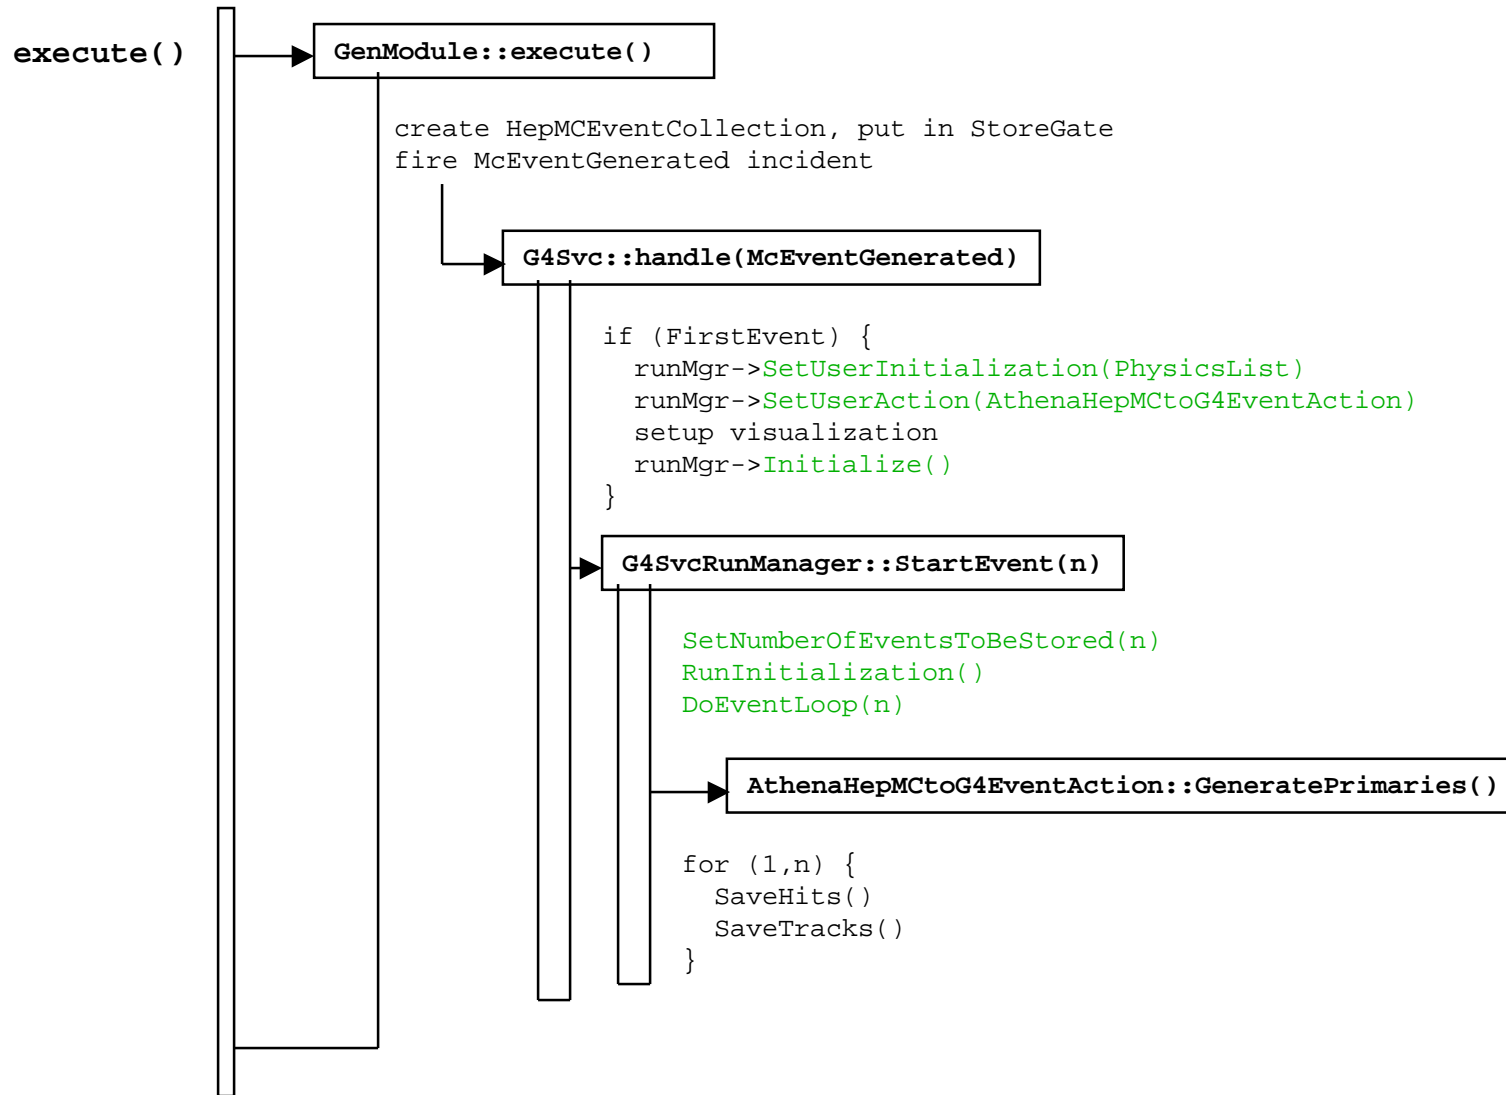 execute()
GenModule::execute()
create HepMCEventCollection, put in StoreGate
fire McEventGenerated incident
G4Svc::handle(McEventGenerated)
if (FirstEvent) {
  runMgr->SetUserInitialization(PhysicsList)
  runMgr->SetUserAction(AthenaHepMCtoG4EventAction)
  setup visualization
  runMgr->Initialize()
}
G4SvcRunManager::StartEvent(n)
SetNumberOfEventsToBeStored(n)
RunInitialization()
DoEventLoop(n)
AthenaHepMCtoG4EventAction::GeneratePrimaries()
for (1,n) {
  SaveHits()
  SaveTracks()
}